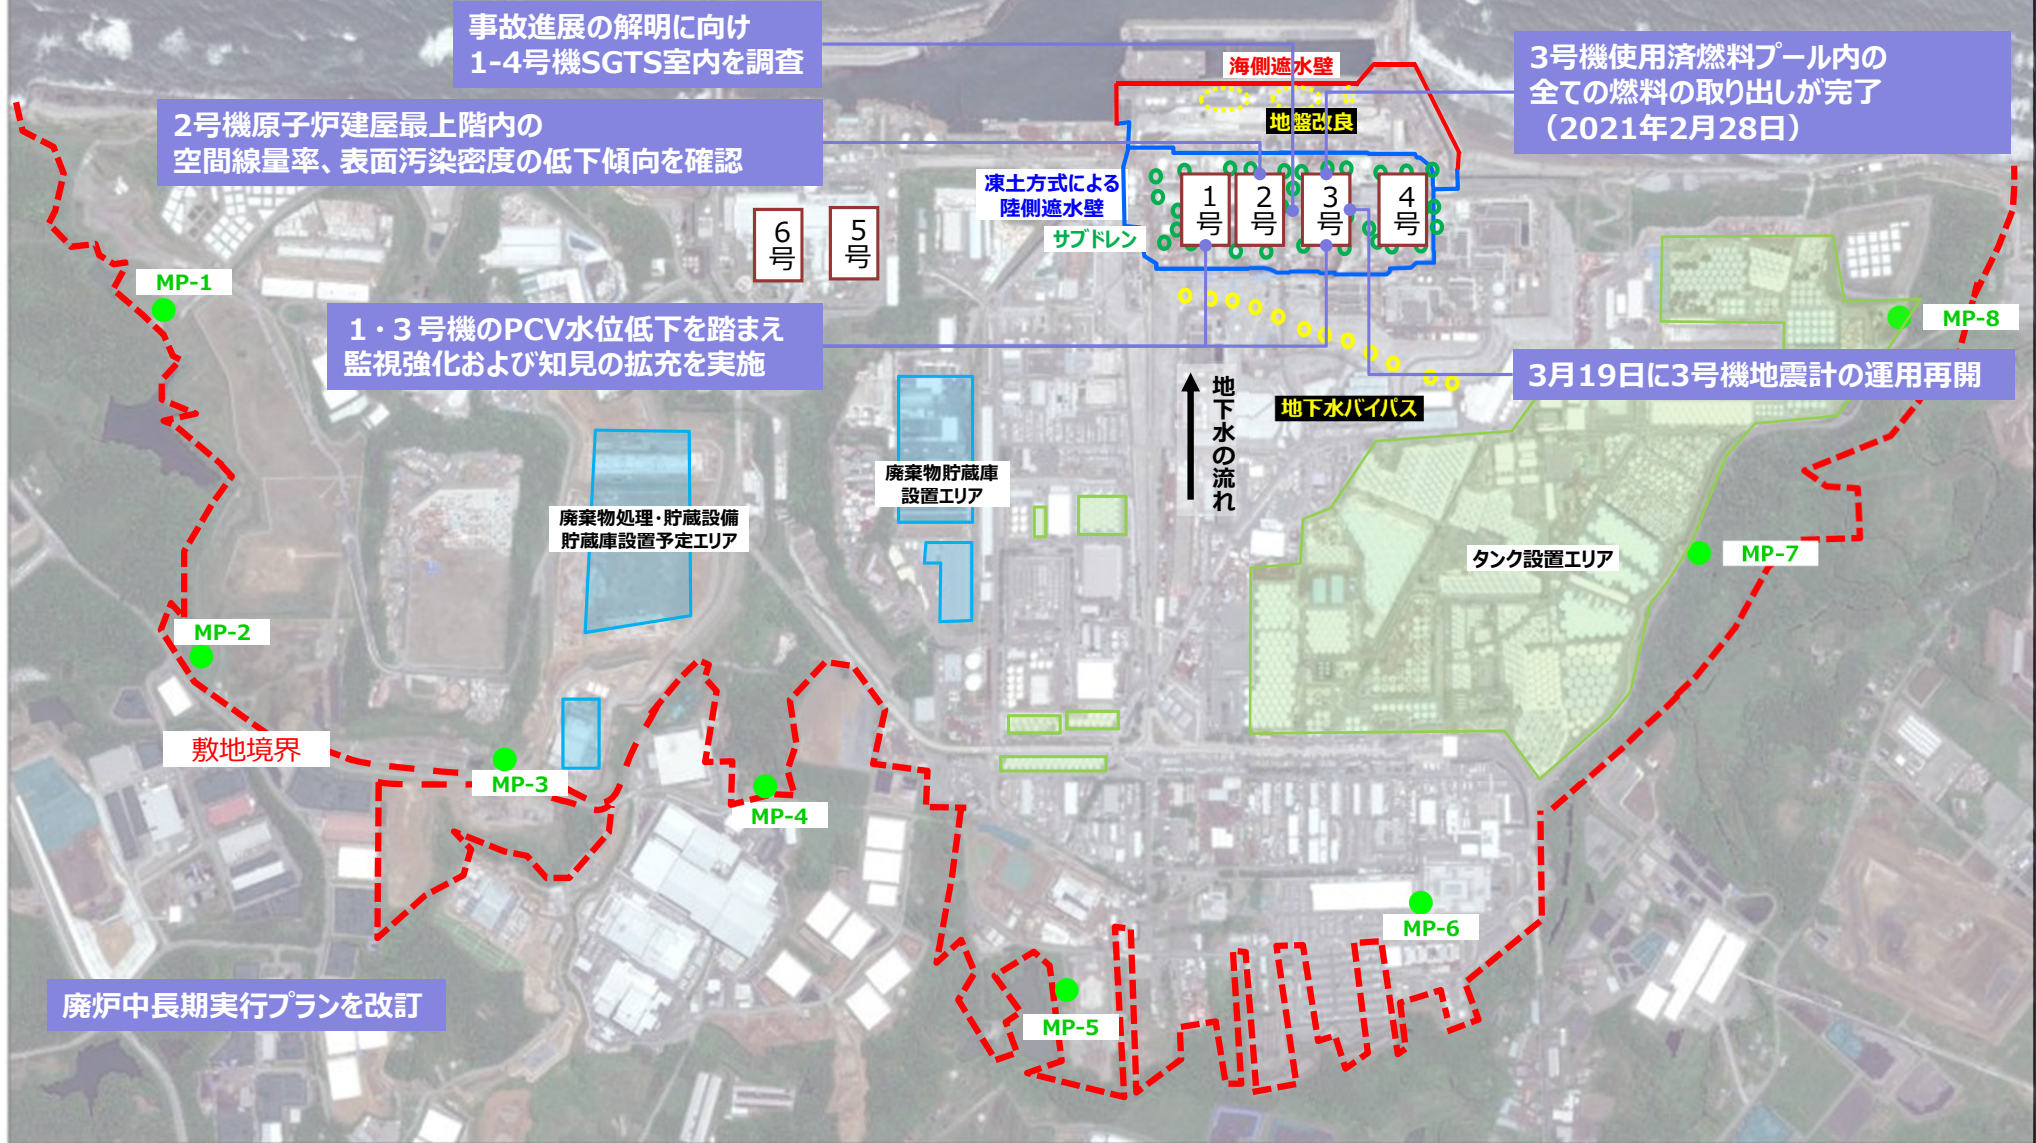 事故進展の解明に向け
1-4号機SGTS室内を調査
3号機使用済燃料プール内の
全ての燃料の取り出しが完了
（2021年2月28日）
海側遮水壁
地盤改良
2号機原子炉建屋最上階内の
空間線量率、表面汚染密度の低下傾向を確認
凍土方式による
陸側遮水壁
サブドレン
1号
2号
3号
4号
6号
5号
MP-1
1・3号機のPCV水位低下を踏まえ
監視強化および知見の拡充を実施
MP-8
3月19日に3号機地震計の運用再開
地下水バイパス
地下水の流れ
廃棄物貯蔵庫
設置エリア
廃棄物処理・貯蔵設備
貯蔵庫設置予定エリア
タンク設置エリア
MP-7
MP-2
敷地境界
MP-3
MP-4
MP-6
廃炉中長期実行プランを改訂
MP-5